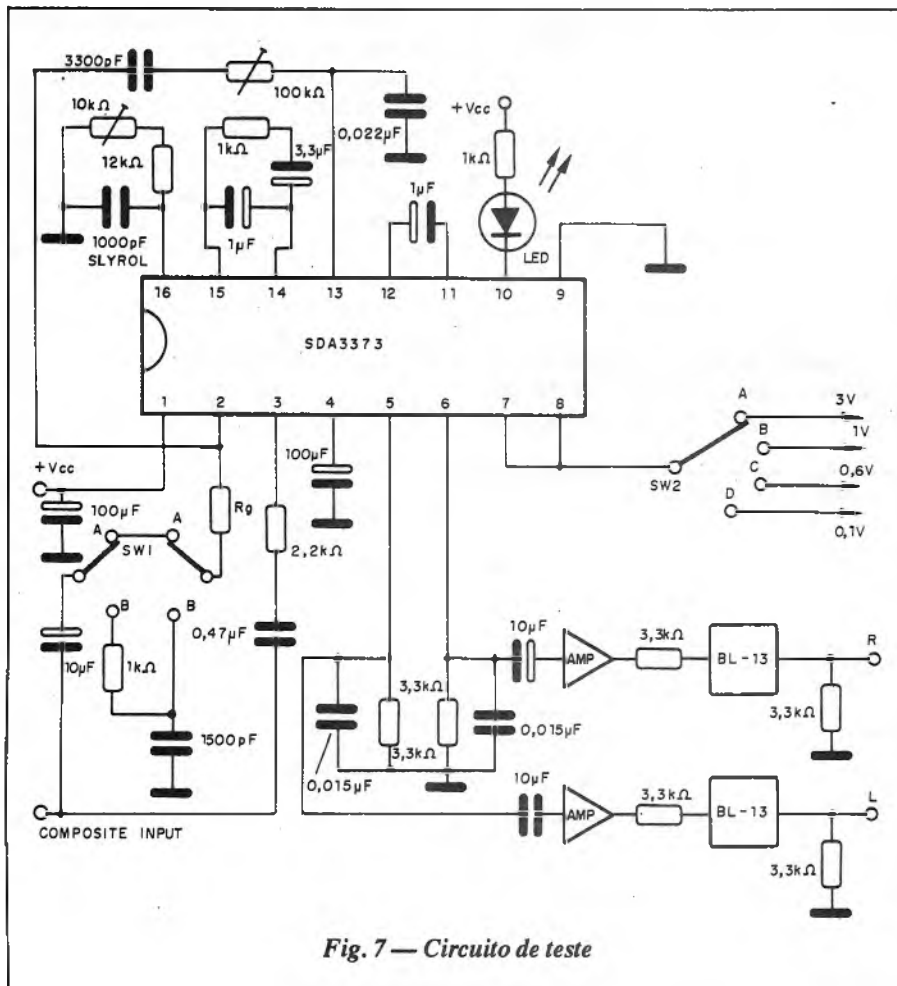 3300pF
100kΩ
0,022µF
+Vcc
10kΩ
12kΩ
1kΩ
3,3µF
1kΩ
1µF
1000pF
SLYROL
1µF
LED
16 15 14 13 12 11 10 9
SDA3373
1 2 3 4 5 6 7 8
+Vcc
100µF
A A
SW1
Rg
2,2kΩ
100µF
A
3V
B
1V
C
0,6V
SW2
D
0,1V
B B
10µF
1kΩ
0,47µF
1500pF
3,3kΩ
3,3kΩ
0,015µF
0,015µF
10µF
AMP
3,3kΩ
BL-13
R
3,3kΩ
10µF
AMP
3,3kΩ
BL-13
L
3,3kΩ
COMPOSITE INPUT
Fig. 7 — Circuito de teste